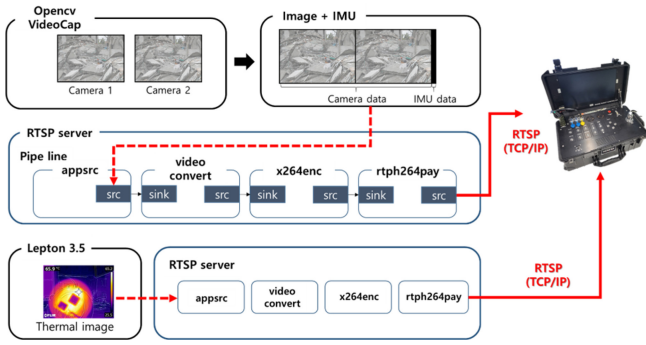 Opencv
VideoCap
Camera 1
Camera 2
Image + IMU
Camera data
IMU data
RTSP server
Pipe line
appsrc
src
video
convert
sink
src
x264enc
sink
src
rtph264pay
sink
src
RTSP
(TCP/IP)
Lepton 3.5
65.9
Thermal image
RTSP server
appsrc
video
convert
x264enc
rtph264pay
RTSP
(TCP/IP)